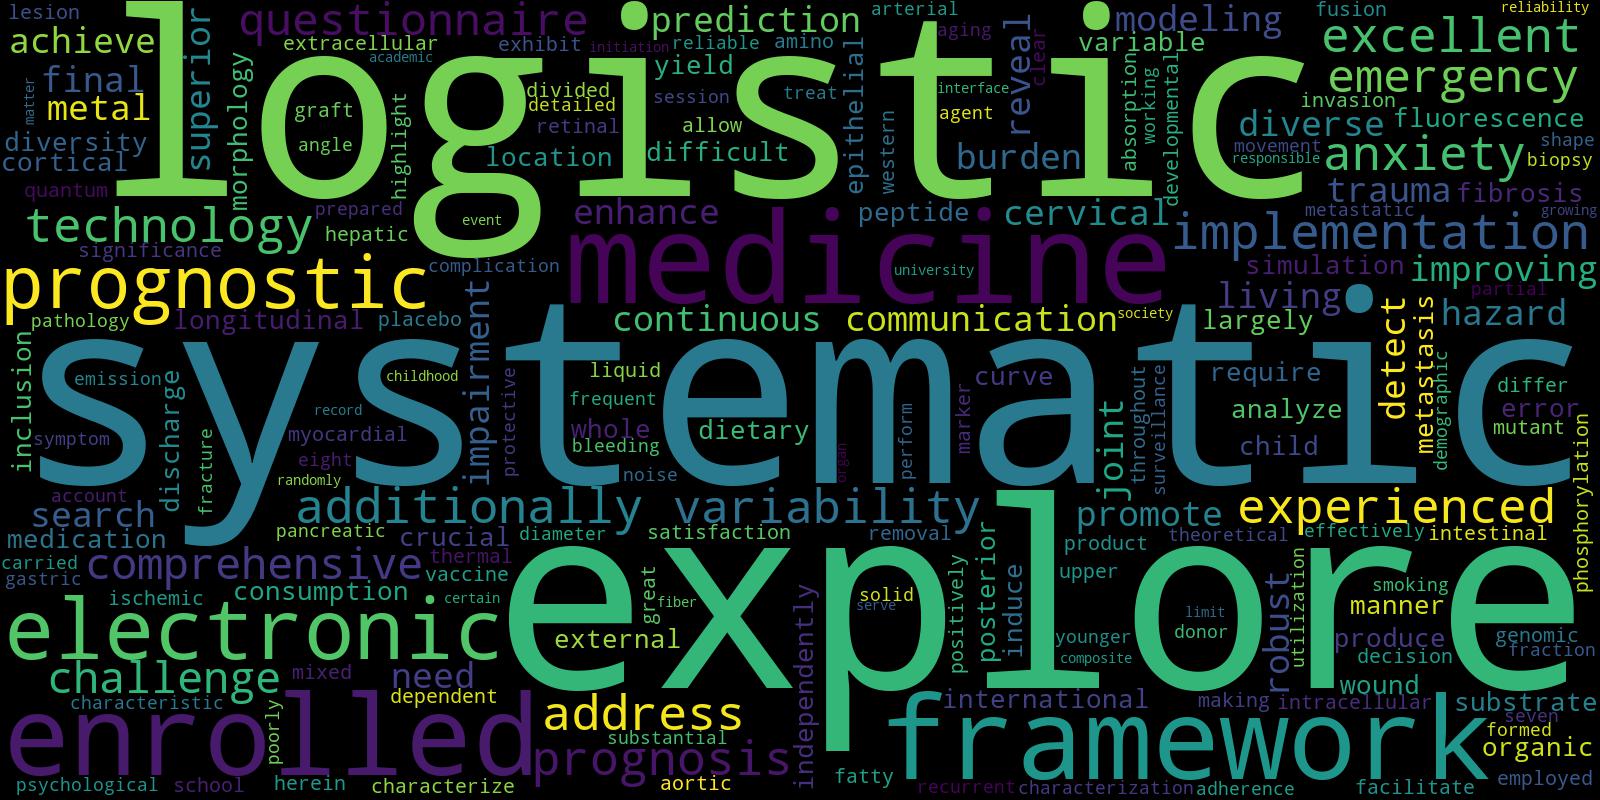 lesion
questionnaire
prediction
arterial
modeling
fusion
reliability
achieve
extracellular
exhibit
initiation
reliable
amino
aging
variable
excellent
academic
superior
logistic
final
matter
metal
morphology
graft
angle
highlight
divided
detailed
retinal
yield
session
treat
allow
epithelial
western
interface
agent
reveal
clear
absorption
working
developmental
emergency
invasion
diverse
fluorescence
movement
shape
responsible
anxiety
biopsy
diversity
cortical
location
difficult
burden
quantum
trauma
fibrosis
technology
prepared
hepatic
event
enhance
medicine
peptide
cervical
metastatic
growing
implementation
significance
complication
university
simulation
improving
prognostic
living
partial
pathology
longitudinal
placebo
impairment
continuous
communication
society
largely
detect
metastasis
hazard
systematic
inclusion
emission
discharge
childhood
record
symptom
fracture
myocardial
eight
randomly
protective
liquid
frequent
whole
bleeding
dietary
noise
organ
perform
marker
curve
joint
throughout
surveillance
require
analyze
child
demographic
differ
error
mutant
phosphorylation
account
search
additionally
variability
promote
experienced
medication
pancreatic
crucial
diameter
satisfaction
removal
theoretical
effectively
intestinal
carried
gastric
comprehensive
thermal
vaccine
product
upper
explore
ischemic
consumption
certain
great
fiber
solid
serve
positively
posterior
induce
independently
electronic
external
younger
composite
limit
donor
robust
utilization
smoking
manner
produce
decision
genomic
fraction
challenge
mixed
need
wound
characteristic
dependent
international
making
intracellular
substrate
enrolled
poorly
address
substantial
prognosis
framework
seven
formed
organic
psychological
school
herein
characterize
aortic
fatty
recurrent
characterization
adherence
facilitate
employed